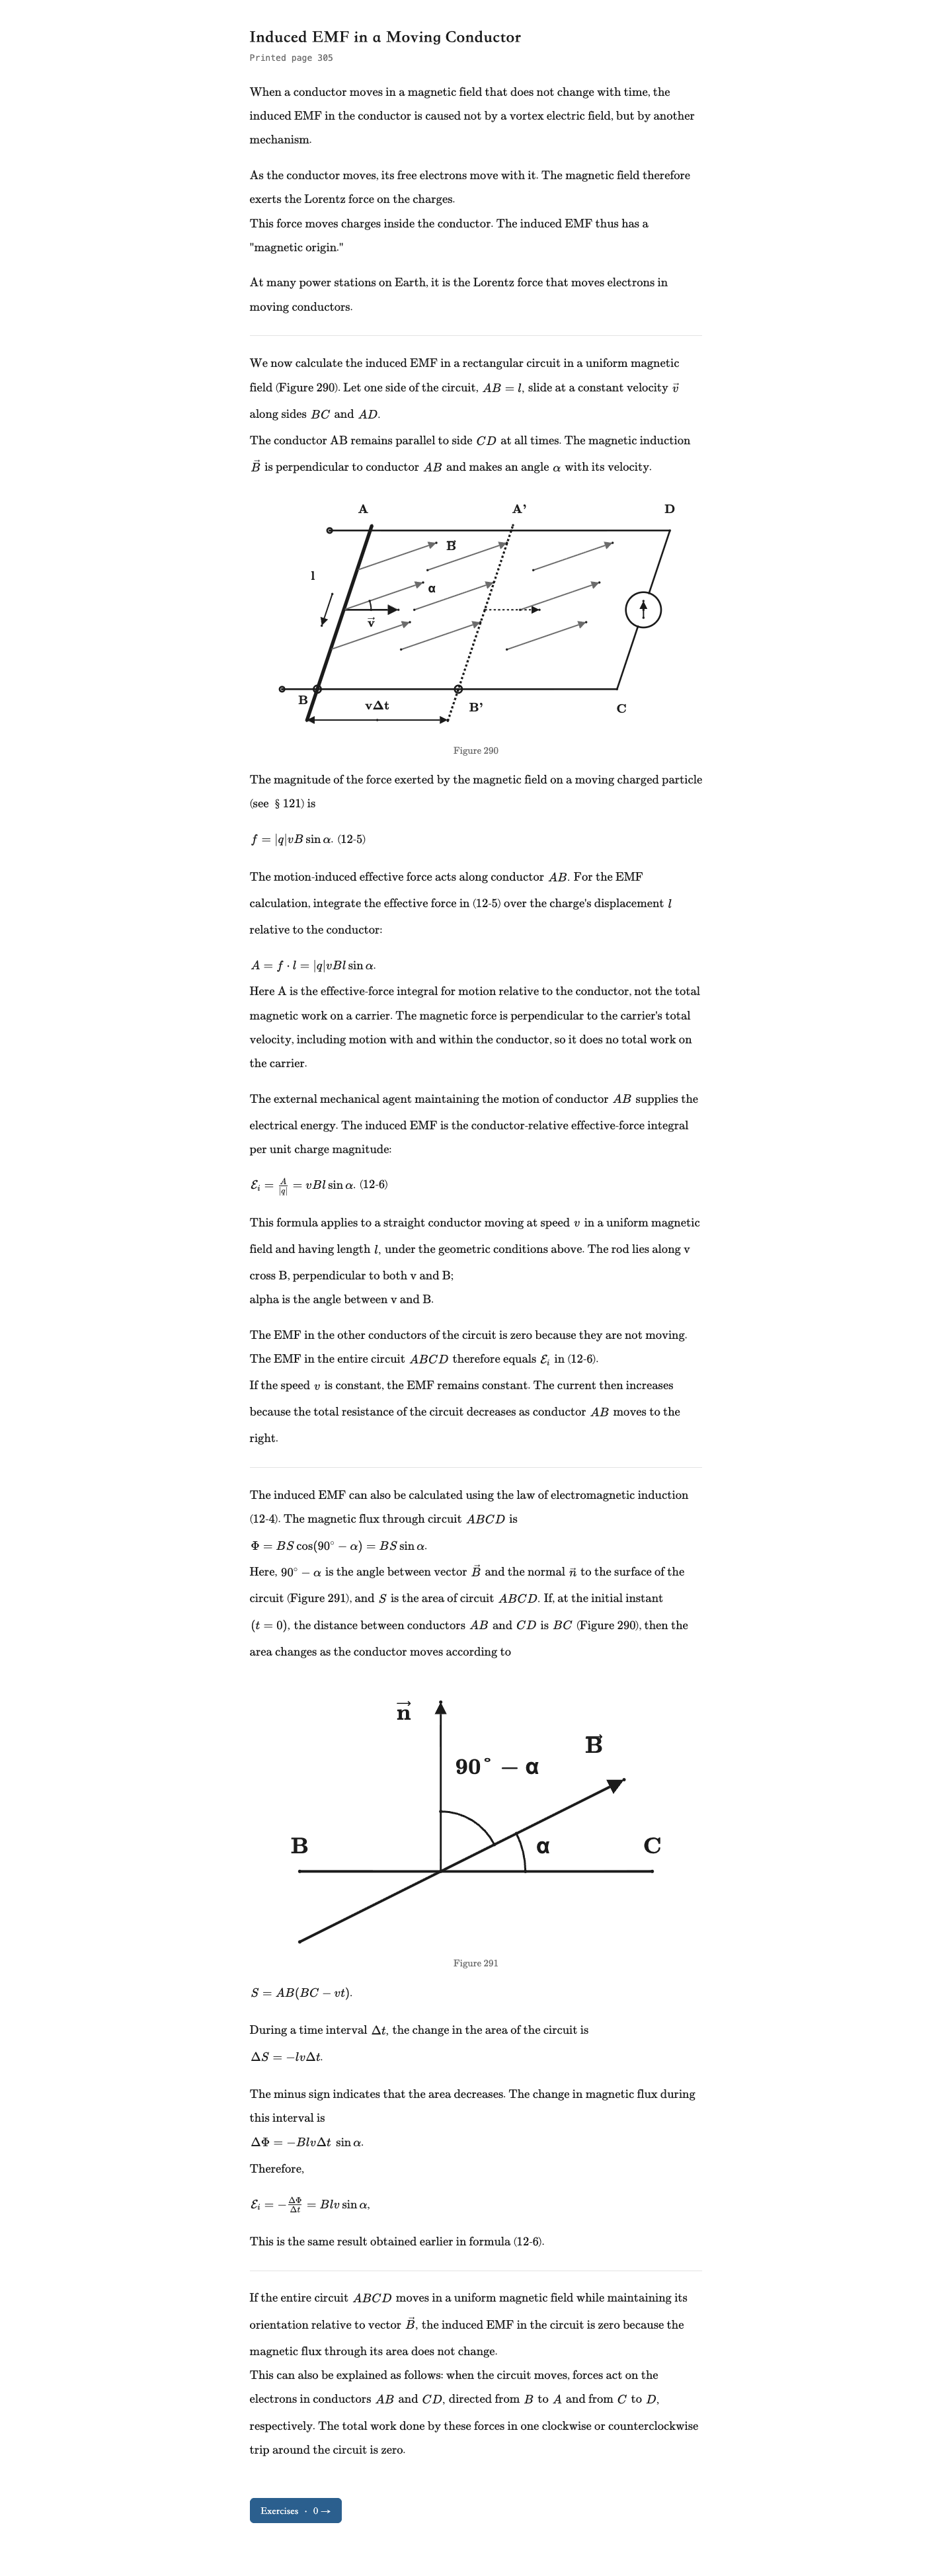 Induced EMF in a Moving Conductor
Printed page 305
When a conductor moves in a magnetic field that does not change with time, the
induced EMF in the conductor is caused not by a vortex electric field, but by another
mechanism.
As the conductor moves, its free electrons move with it. The magnetic field therefore
exerts the Lorentz force on the charges.
This force moves charges inside the conductor. The induced EMF thus has a
"magnetic origin."
At many power stations on Earth, it is the Lorentz force that moves electrons in
moving conductors.
We now calculate the induced EMF in a rectangular circuit in a uniform magnetic
field (Figure 290). Let one side of the circuit, AB = l, slide at a constant velocity v⃗
along sides BC and AD.
The conductor AB remains parallel to side CD at all times. The magnetic induction
B⃗ is perpendicular to conductor AB and makes an angle α with its velocity.
A A' D
B⃗
l
α
v⃗
B
vΔt
B' C
Figure 290
The magnitude of the force exerted by the magnetic field on a moving charged particle
(see § 121) is
f = |q|vB sin α. (12-5)
The motion-induced effective force acts along conductor AB. For the EMF
calculation, integrate the effective force in (12-5) over the charge's displacement l
relative to the conductor:
A = f · l = |q|vBl sin α.
Here A is the effective-force integral for motion relative to the conductor, not the total
magnetic work on a carrier. The magnetic force is perpendicular to the carrier's total
velocity, including motion with and within the conductor, so it does no total work on
the carrier.
The external mechanical agent maintaining the motion of conductor AB supplies the
electrical energy. The induced EMF is the conductor-relative effective-force integral
per unit charge magnitude:
ℰi = A/|q| = vBl sin α. (12-6)
This formula applies to a straight conductor moving at speed v in a uniform magnetic
field and having length l, under the geometric conditions above. The rod lies along v
cross B, perpendicular to both v and B;
alpha is the angle between v and B.
The EMF in the other conductors of the circuit is zero because they are not moving.
The EMF in the entire circuit ABCD therefore equals ℰi in (12-6).
If the speed v is constant, the EMF remains constant. The current then increases
because the total resistance of the circuit decreases as conductor AB moves to the
right.
The induced EMF can also be calculated using the law of electromagnetic induction
(12-4). The magnetic flux through circuit ABCD is
Φ = BS cos(90° − α) = BS sin α.
Here, 90° − α is the angle between vector B⃗ and the normal n⃗ to the surface of the
circuit (Figure 291), and S is the area of circuit ABCD. If, at the initial instant
(t = 0), the distance between conductors AB and CD is BC (Figure 290), then the
area changes as the conductor moves according to
n⃗
B⃗
90° − α
B α C
Figure 291
S = AB(BC − vt).
During a time interval Δt, the change in the area of the circuit is
ΔS = −lvΔt.
The minus sign indicates that the area decreases. The change in magnetic flux during
this interval is
ΔΦ = −BlvΔt sin α.
Therefore,
ℰi = −ΔΦ/Δt = Blv sin α,
This is the same result obtained earlier in formula (12-6).
If the entire circuit ABCD moves in a uniform magnetic field while maintaining its
orientation relative to vector B⃗, the induced EMF in the circuit is zero because the
magnetic flux through its area does not change.
This can also be explained as follows: when the circuit moves, forces act on the
electrons in conductors AB and CD, directed from B to A and from C to D,
respectively. The total work done by these forces in one clockwise or counterclockwise
trip around the circuit is zero.
Exercises · 0 →